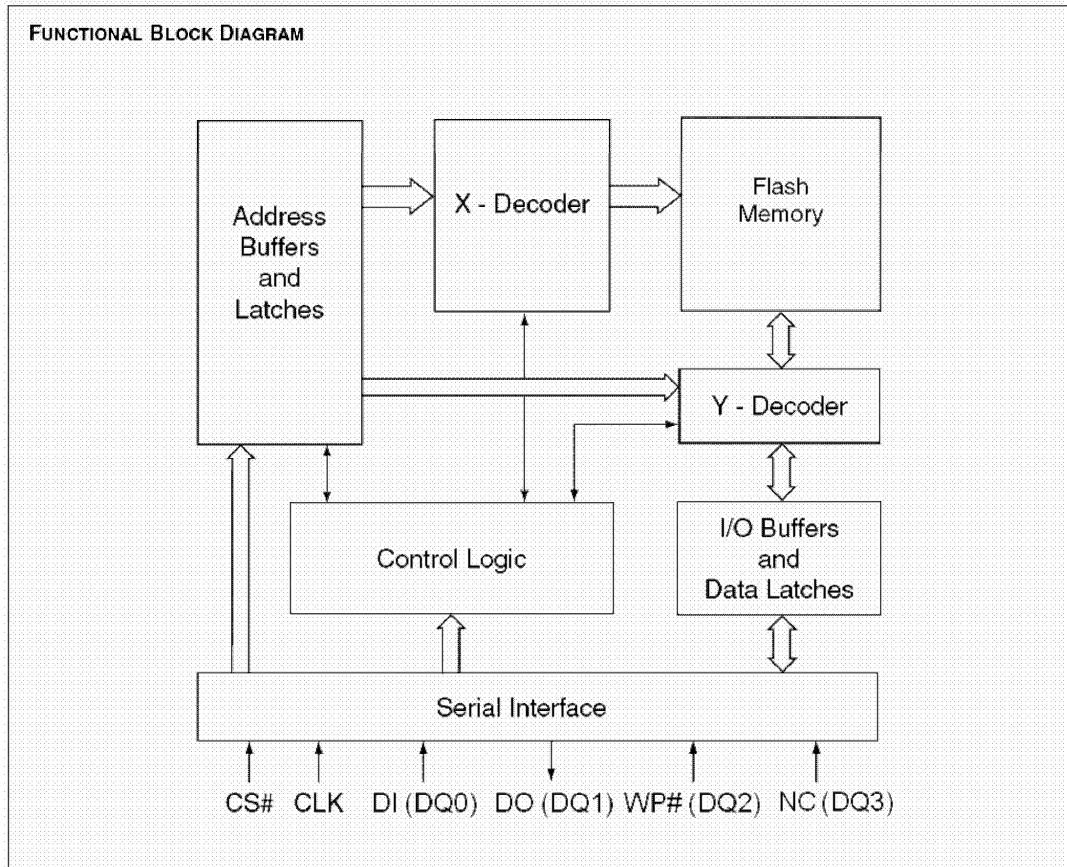 FUNCTIONAL BLOCK DIAGRAM
Address
Buffers
and
Latches
X - Decoder
Flash
Memory
Y - Decoder
Control Logic
I/O Buffers
and
Data Latches
Serial Interface
CS# CLK DI (DQ0) DO (DQ1) WP# (DQ2) NC (DQ3)